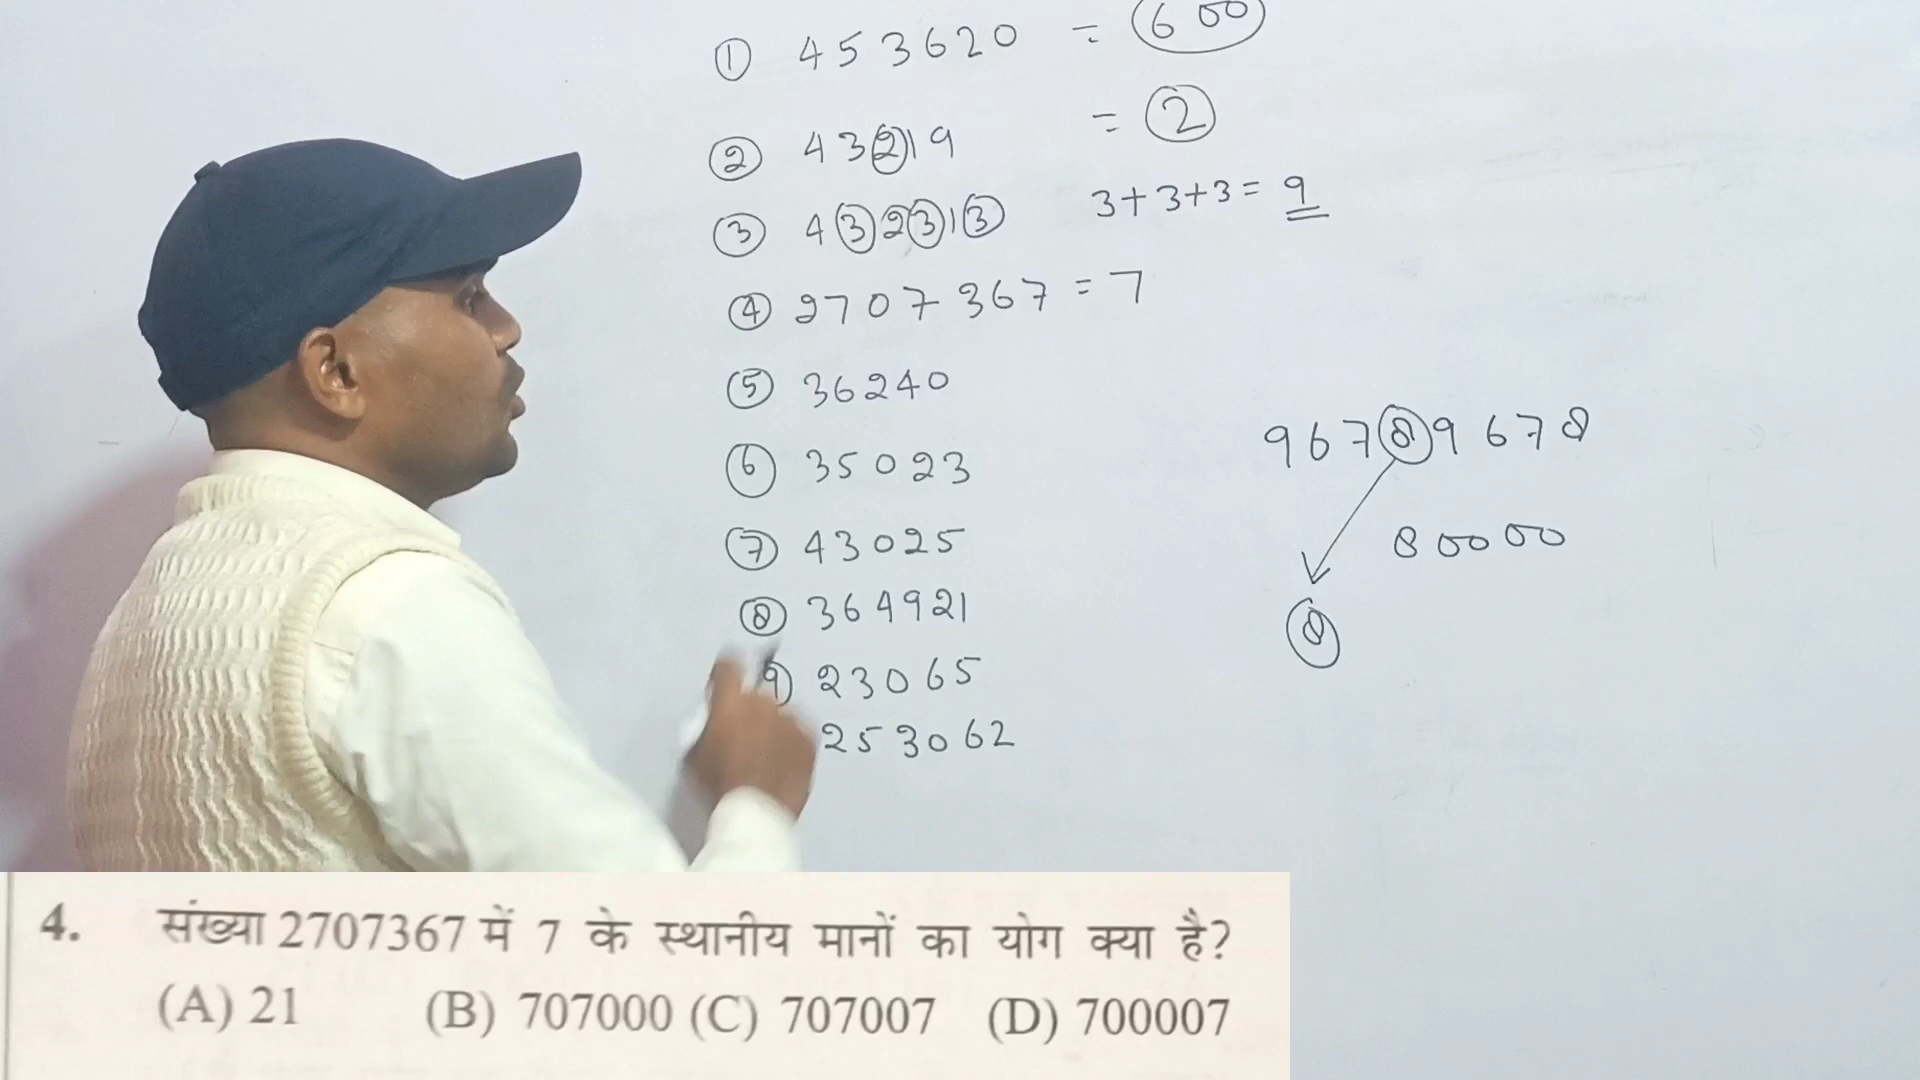 ① 453620 = 600
② 43219 = 2
③ 432313 3+3+3= 9
④ 2707367 = 7
⑤ 36240
⑥ 35023
⑦ 43025
⑧ 364921
9) 23065
253062
96789678
80000
8
4. संख्या 2707367 में 7 के स्थानीय मानों का योग क्या है?
(A) 21 (B) 707000 (C) 707007 (D) 700007